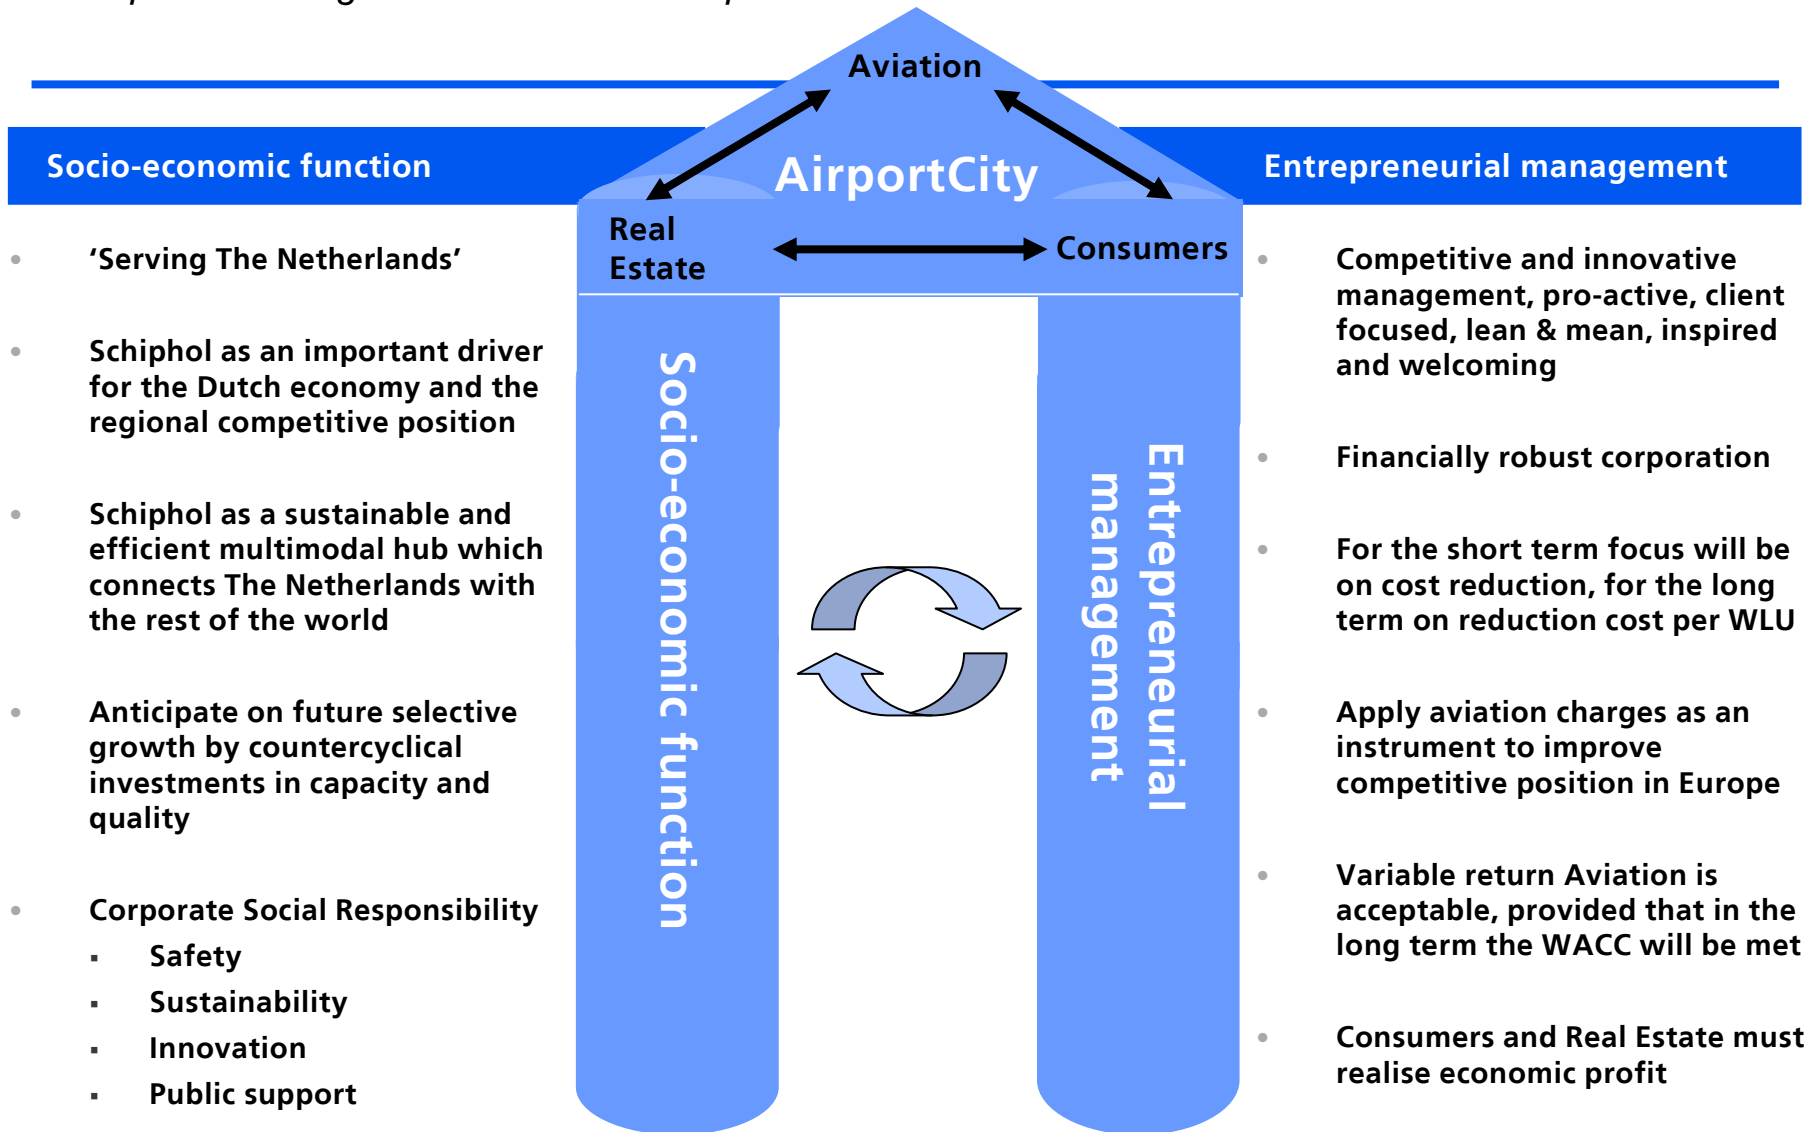 Aviation
Socio-economic function
AirportCity
Entrepreneurial management
Real
Estate
Consumers
• ‘Serving The Netherlands’
• Schiphol as an important driver
for the Dutch economy and the
regional competitive position
• Schiphol as a sustainable and
efficient multimodal hub which
connects The Netherlands with
the rest of the world
• Anticipate on future selective
growth by countercyclical
investments in capacity and
quality
• Corporate Social Responsibility
▪ Safety
▪ Sustainability
▪ Innovation
▪ Public support
Socio-economic function
Entrepreneurial
management
• Competitive and innovative
management, pro-active, client
focused, lean & mean, inspired
and welcoming
• Financially robust corporation
• For the short term focus will be
on cost reduction, for the long
term on reduction cost per WLU
• Apply aviation charges as an
instrument to improve
competitive position in Europe
• Variable return Aviation is
acceptable, provided that in the
long term the WACC will be met
• Consumers and Real Estate must
realise economic profit